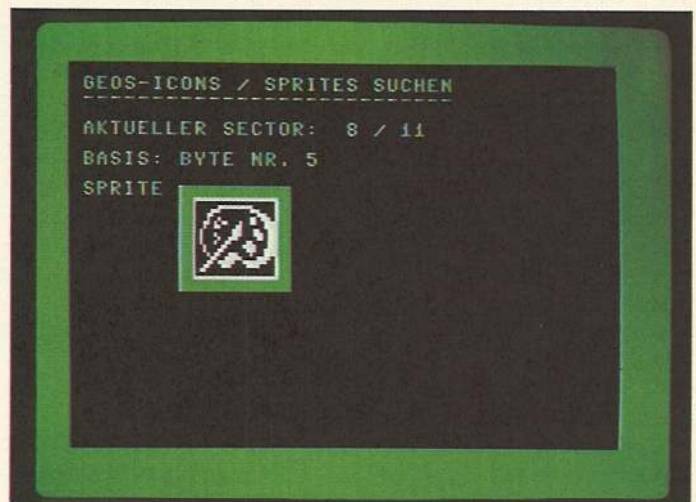 GEOS-ICONS / SPRITES SUCHEN
AKTUELLER SECTOR: 8 / 11
BASIS: BYTE NR. 5
SPRITE